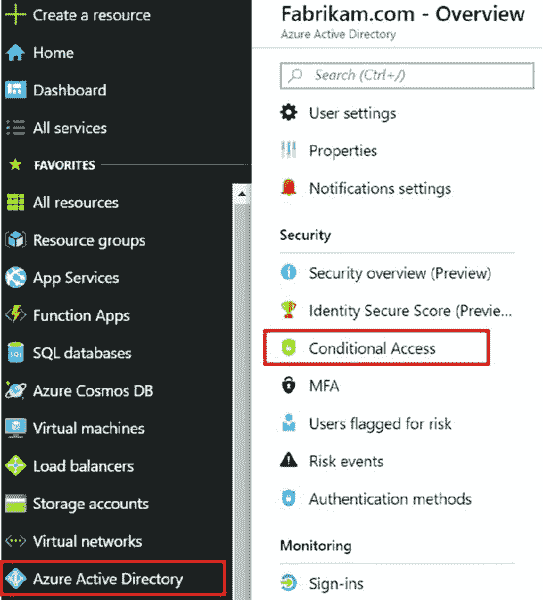 Create a resource
Home
Dashboard
All services
FAVORITES
All resources
Resource groups
App Services
Function Apps
SQL databases
Azure Cosmos DB
Virtual machines
Load balancers
Storage accounts
Virtual networks
Azure Active Directory
Fabrikam.com - Overview
Azure Active Directory
Search (Ctrl+/)
User settings
Properties
Notifications settings
Security
Security overview (Preview)
Identity Secure Score (Previe...
Conditional Access
MFA
Users flagged for risk
Risk events
Authentication methods
Monitoring
Sign-ins